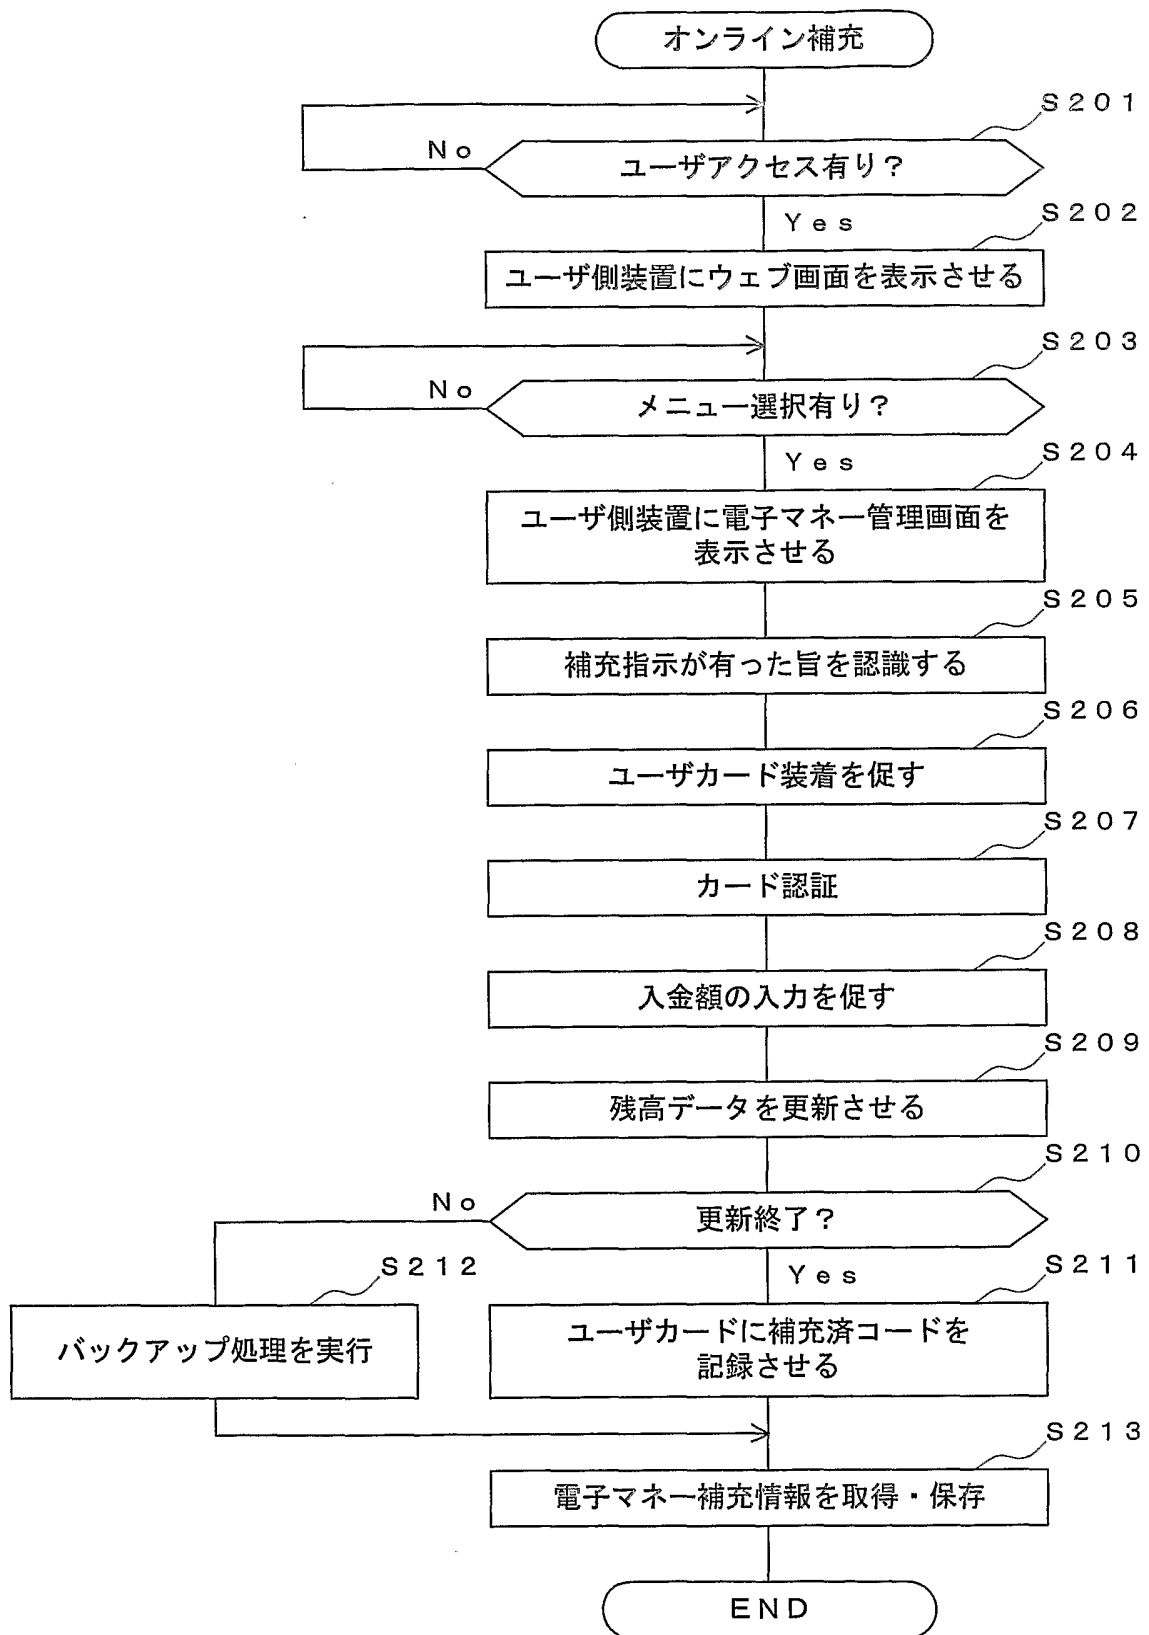 オンライン補充
S201
No
ユーザアクセス有り?
Yes
S202
ユーザ側装置にウェブ画面を表示させる
S203
No
メニュー選択有り?
Yes
S204
ユーザ側装置に電子マネー管理画面を
表示させる
S205
補充指示が有った旨を認識する
S206
ユーザカード装着を促す
S207
カード認証
S208
入金額の入力を促す
S209
残高データを更新させる
S210
No
更新終了?
Yes
S211
S212
ユーザカードに補充済コードを
記録させる
バックアップ処理を実行
S213
電子マネー補充情報を取得・保存
END